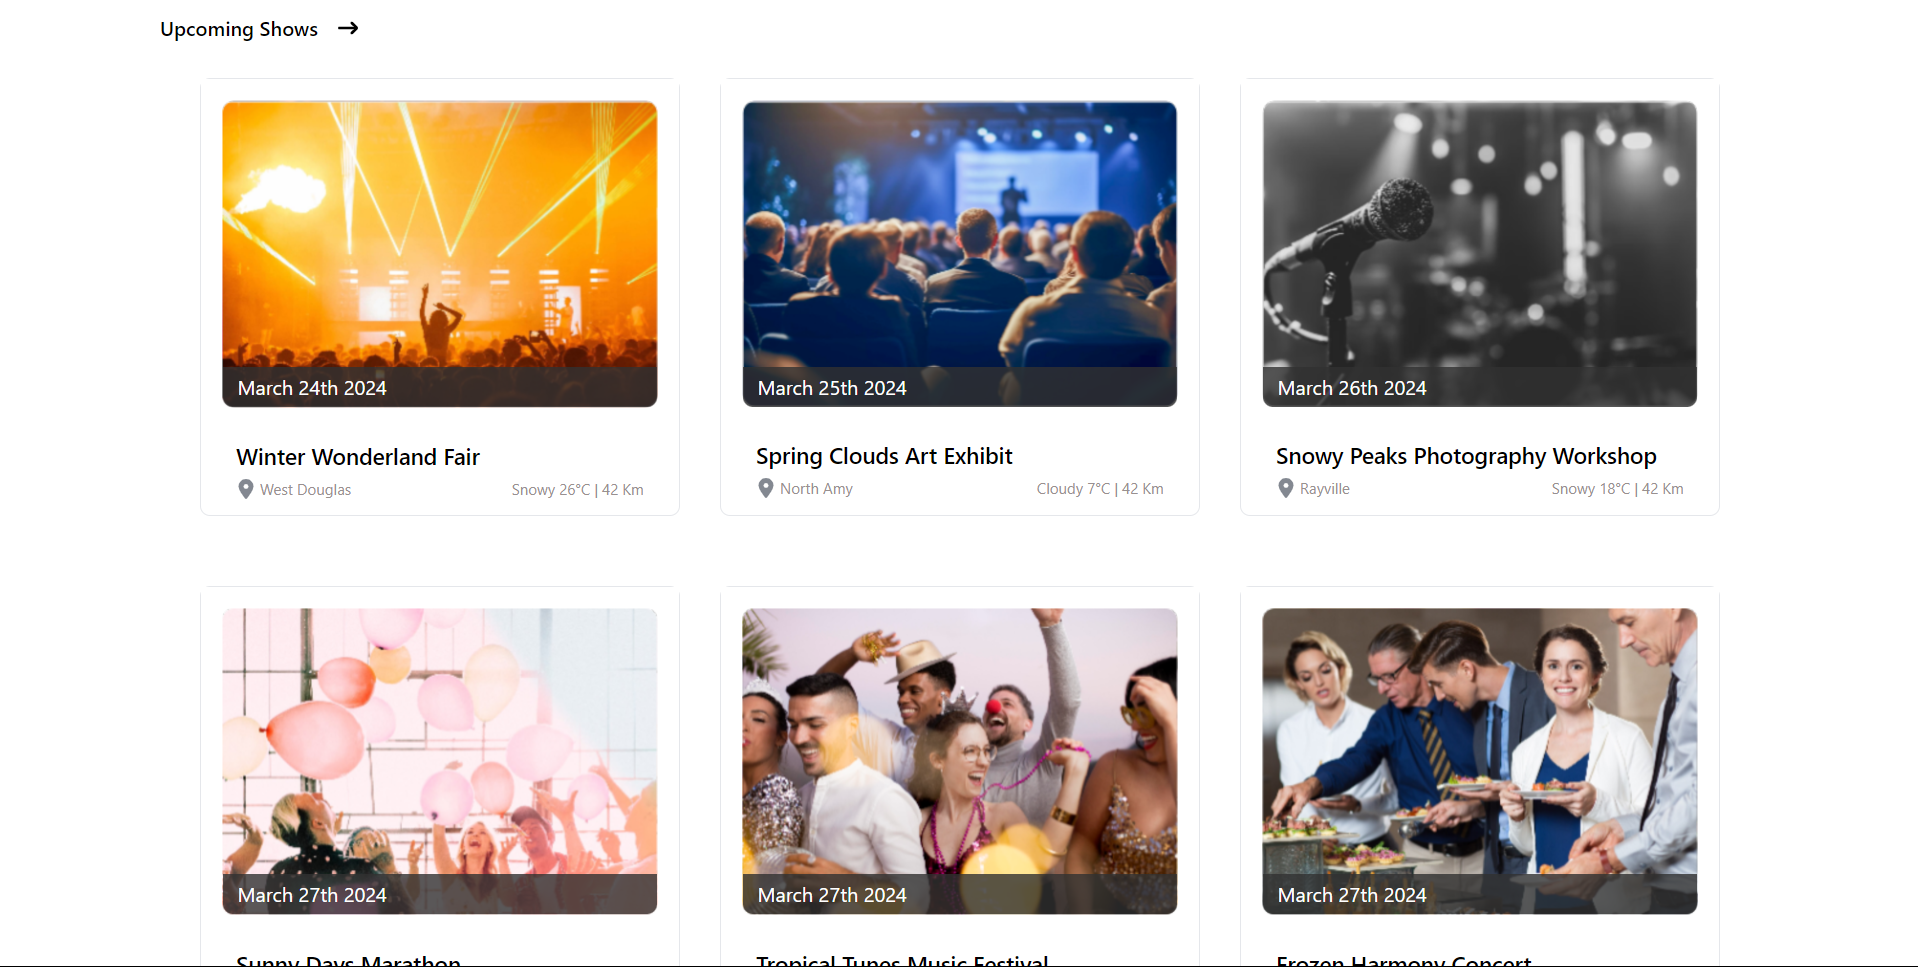 Upcoming Shows
March 24th 2024
Winter Wonderland Fair
West Douglas
Snowy 26°C | 42 Km
March 25th 2024
Spring Clouds Art Exhibit
North Amy
Cloudy 7°C | 42 Km
March 26th 2024
Snowy Peaks Photography Workshop
Rayville
Snowy 18°C | 42 Km
March 27th 2024
Sunny Days Marathon
March 27th 2024
Tropical Tunes Music Festival
March 27th 2024
Frozen Harmony Concert